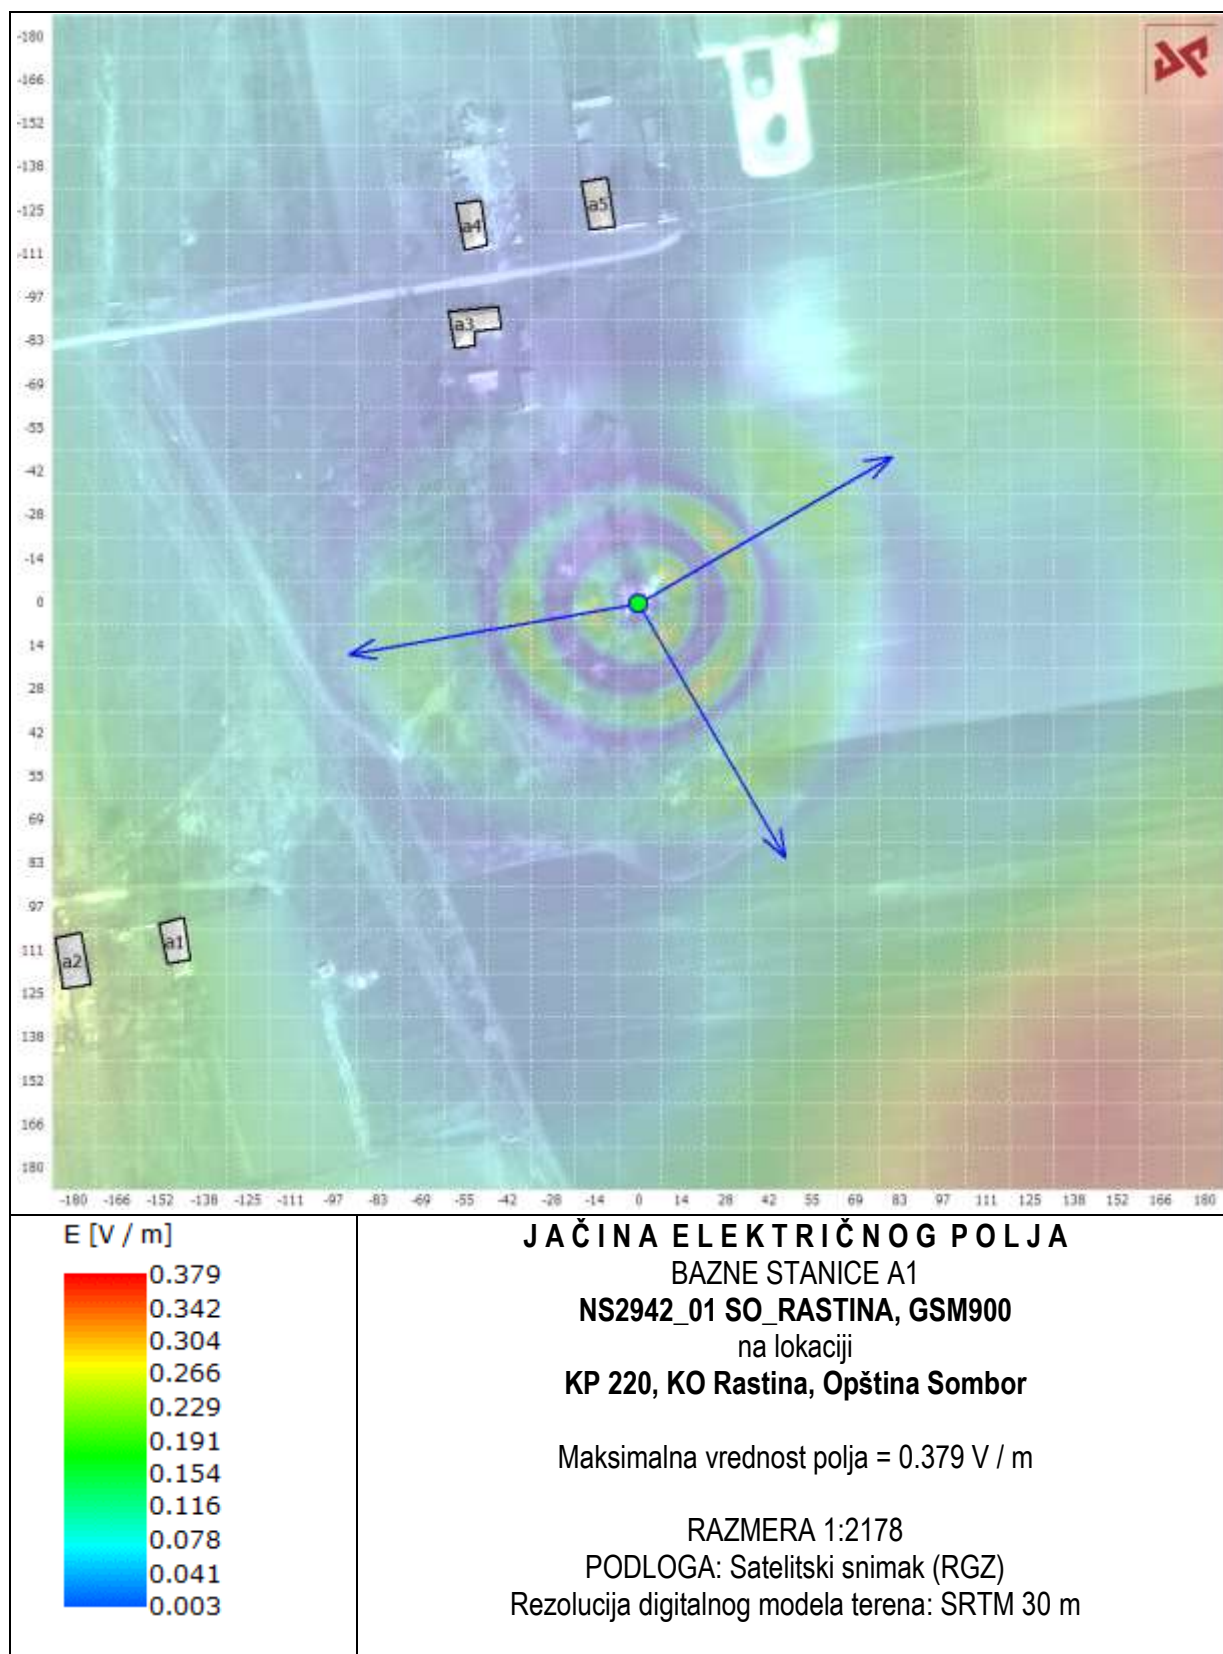 -180
-166
-152
-138
-125
-111
-97
-83
-69
-55
-42
-28
-14
0
14
28
42
55
69
83
97
111
125
138
152
166
180
a5
a4
a3
a1
a2
-180 -166 -152 -138 -125 -111 -97 -83 -69 -55 -42 -28 -14 0 14 28 42 55 69 83 97 111 125 138 152 166 180
E [V / m]
0.379
0.342
0.304
0.266
0.229
0.191
0.154
0.116
0.078
0.041
0.003
JAČINA ELEKTRIČNOG POLJA
BAZNE STANICE A1
NS2942_01 SO_RASTINA, GSM900
na lokaciji
KP 220, KO Rastina, Opština Sombor
Maksimalna vrednost polja = 0.379 V / m
RAZMERA 1:2178
PODLOGA: Satelitski snimak (RGZ)
Rezolucija digitalnog modela terena: SRTM 30 m